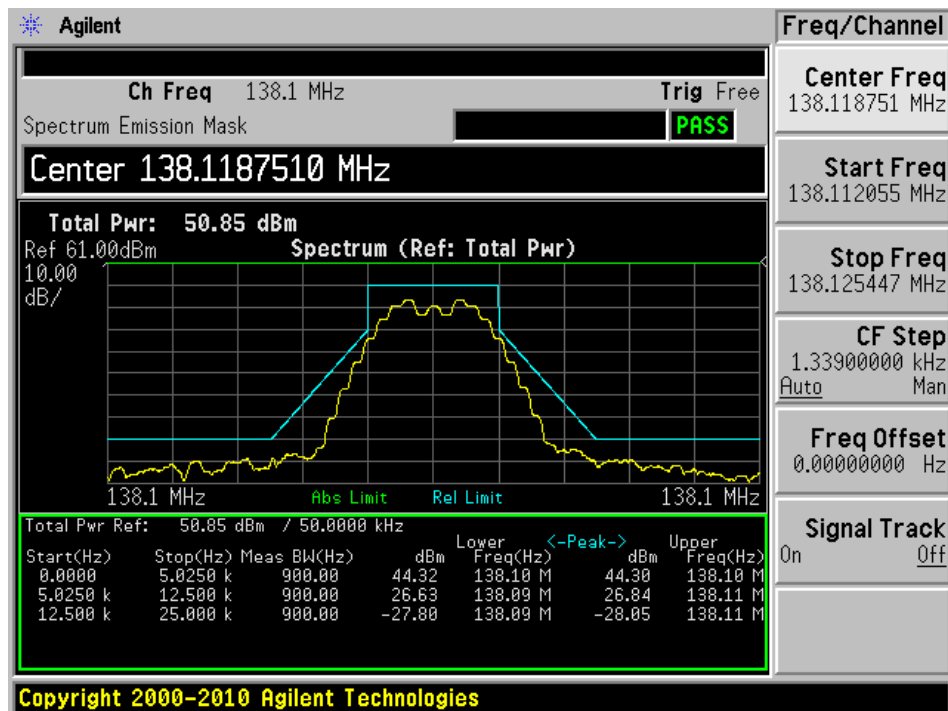 Agilent
Freq/Channel
Ch Freq 138.1 MHz Trig Free
Spectrum Emission Mask PASS
Center 138.1187510 MHz
Total Pwr: 50.85 dBm
Ref 61.00dBm Spectrum (Ref: Total Pwr)
10.00
dB/
138.1 MHz Abs Limit Rel Limit 138.1 MHz
Total Pwr Ref: 50.85 dBm / 50.0000 kHz
Lower <-Peak-> Upper
Start(Hz) Stop(Hz) Meas BW(Hz) dBm Freq(Hz) dBm Freq(Hz)
0.0000 5.0250 k 900.00 44.32 138.10 M 44.30 138.10 M
5.0250 k 12.500 k 900.00 26.63 138.09 M 26.84 138.11 M
12.500 k 25.000 k 900.00 -27.80 138.09 M -28.05 138.11 M
Center Freq
138.118751 MHz
Start Freq
138.112055 MHz
Stop Freq
138.125447 MHz
CF Step
1.33900000 kHz
Auto Man
Freq Offset
0.00000000 Hz
Signal Track
On Off
Copyright 2000-2010 Agilent Technologies